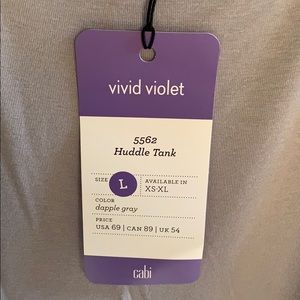 vivid violet
5562
Huddle Tank
SIZE L AVAILABLE IN
XS-XL
COLOR
dapple gray
PRICE
USA 69 | CAN 89 | UK 54
cabi